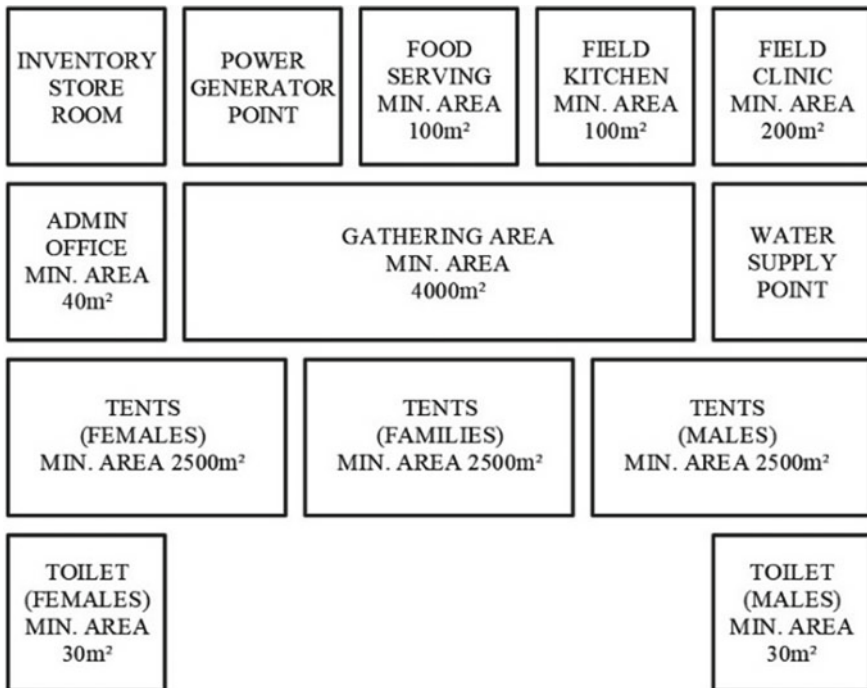 INVENTORY
STORE
ROOM
POWER
GENERATOR
POINT
FOOD
SERVING
MIN. AREA
100m²
FIELD
KITCHEN
MIN. AREA
100m²
FIELD
CLINIC
MIN. AREA
200m²
ADMIN
OFFICE
MIN. AREA
40m²
GATHERING AREA
MIN. AREA
4000m²
WATER
SUPPLY
POINT
TENTS
(FEMALES)
MIN. AREA 2500m²
TENTS
(FAMILIES)
MIN. AREA 2500m²
TENTS
(MALES)
MIN. AREA 2500m²
TOILET
(FEMALES)
MIN. AREA
30m²
TOILET
(MALES)
MIN. AREA
30m²